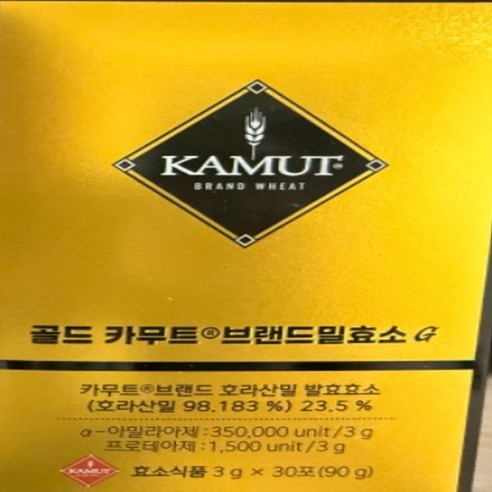 KAMUT®
BRAND WHEAT
골드 카무트®브랜드밀효소 G
카무트®브랜드 호라산밀 발효효소
(호라산밀 98.183 %) 23.5 %
α-아밀라아제:350,000 unit/3 g
프로테아제:1,500 unit/3 g
KAMUT 효소식품 3 g × 30포(90 g)